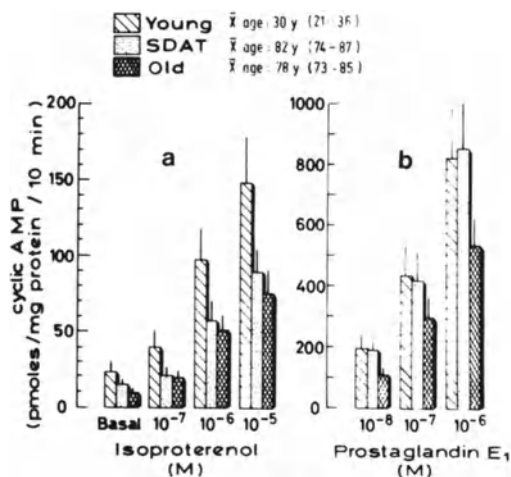 Young x̄ age: 30 y (21 - 36)
SDAT x̄ age: 82 y (74 - 87)
Old x̄ age: 78 y (73 - 85)
cyclic AMP
(pmoles/mg protein / 10 min)
200
150
100
50
0
a
Basal 10⁻⁷ 10⁻⁶ 10⁻⁵
Isoproterenol
(M)
1000
800
600
400
200
0
b
10⁻⁸ 10⁻⁷ 10⁻⁶
Prostaglandin E₁
(M)